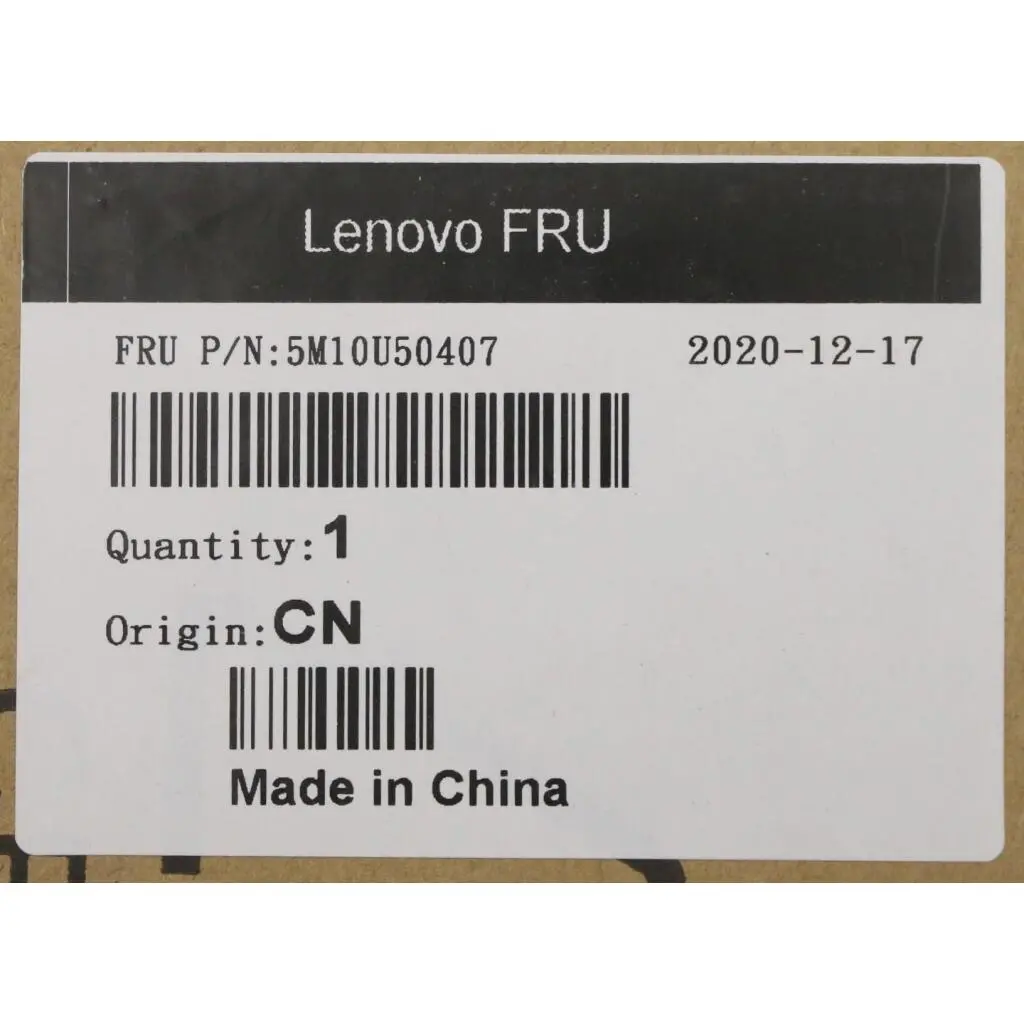 Lenovo FRU
FRU P/N:5M10U50407 2020-12-17
Quantity:1
Origin:CN
Made in China